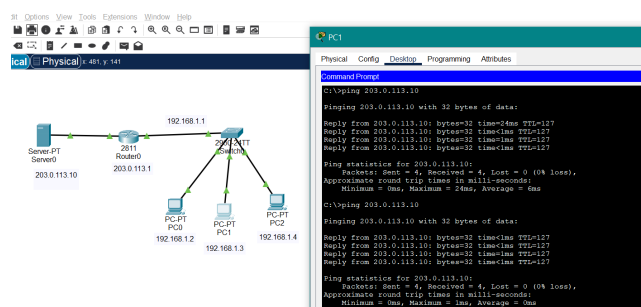 Options View Tools Extensions Window Help
Physical x: 481, y: 141
192.168.1.1
2811
Router0
203.0.113.1
Server-PT
Server0
203.0.113.10
PC-PT
PC0
192.168.1.2
PC-PT
PC1
192.168.1.3
PC-PT
PC2
192.168.1.4
PC1
Physical Config Desktop Programming Attributes
Command Prompt
C:\>ping 203.0.113.10
Pinging 203.0.113.10 with 32 bytes of data:
Reply from 203.0.113.10: bytes=32 time=24ms TTL=127
Reply from 203.0.113.10: bytes=32 time<1ms TTL=127
Reply from 203.0.113.10: bytes=32 time=1ms TTL=127
Reply from 203.0.113.10: bytes=32 time<1ms TTL=127
Ping statistics for 203.0.113.10:
Packets: Sent = 4, Received = 4, Lost = 0 (0% loss),
Approximate round trip times in milli-seconds:
Minimum = 0ms, Maximum = 24ms, Average = 6ms
C:\>ping 203.0.113.10
Pinging 203.0.113.10 with 32 bytes of data:
Reply from 203.0.113.10: bytes=32 time<1ms TTL=127
Reply from 203.0.113.10: bytes=32 time<1ms TTL=127
Reply from 203.0.113.10: bytes=32 time=1ms TTL=127
Reply from 203.0.113.10: bytes=32 time<1ms TTL=127
Ping statistics for 203.0.113.10:
Packets: Sent = 4, Received = 4, Lost = 0 (0% loss),
Approximate round trip times in milli-seconds:
Minimum = 0ms, Maximum = 1ms, Average = 0ms